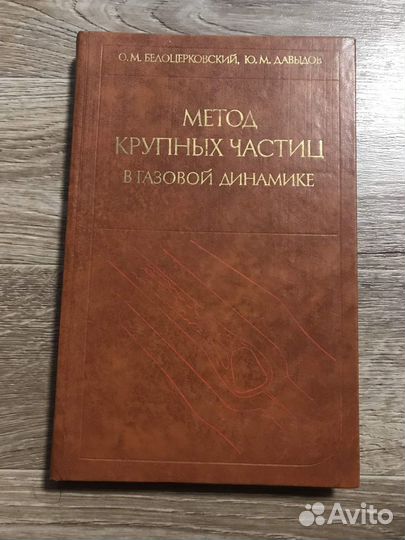 О. М. БЕЛОЦЕРКОВСКИЙ, Ю. М. ДАВЫДОВ
МЕТОД
КРУПНЫХ ЧАСТИЦ
В ГАЗОВОЙ ДИНАМИКЕ
Avito